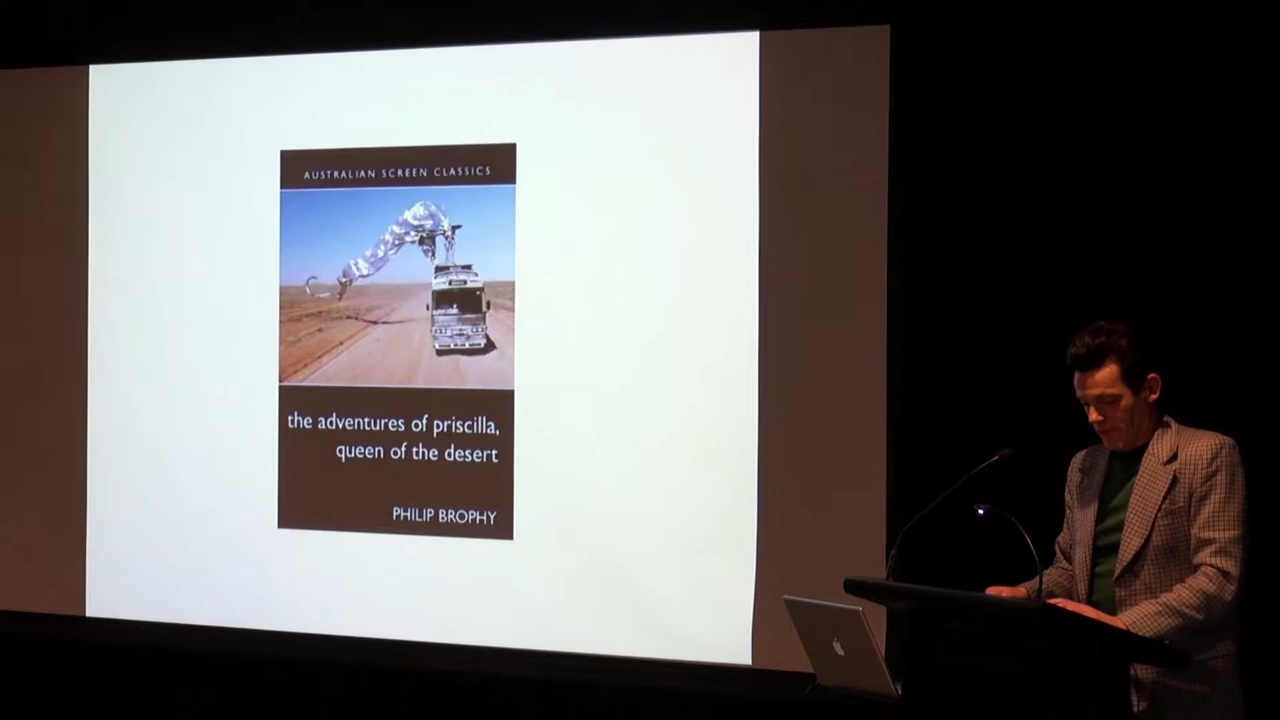 AUSTRALIAN SCREEN CLASSICS
the adventures of priscilla,
queen of the desert
PHILIP BROPHY